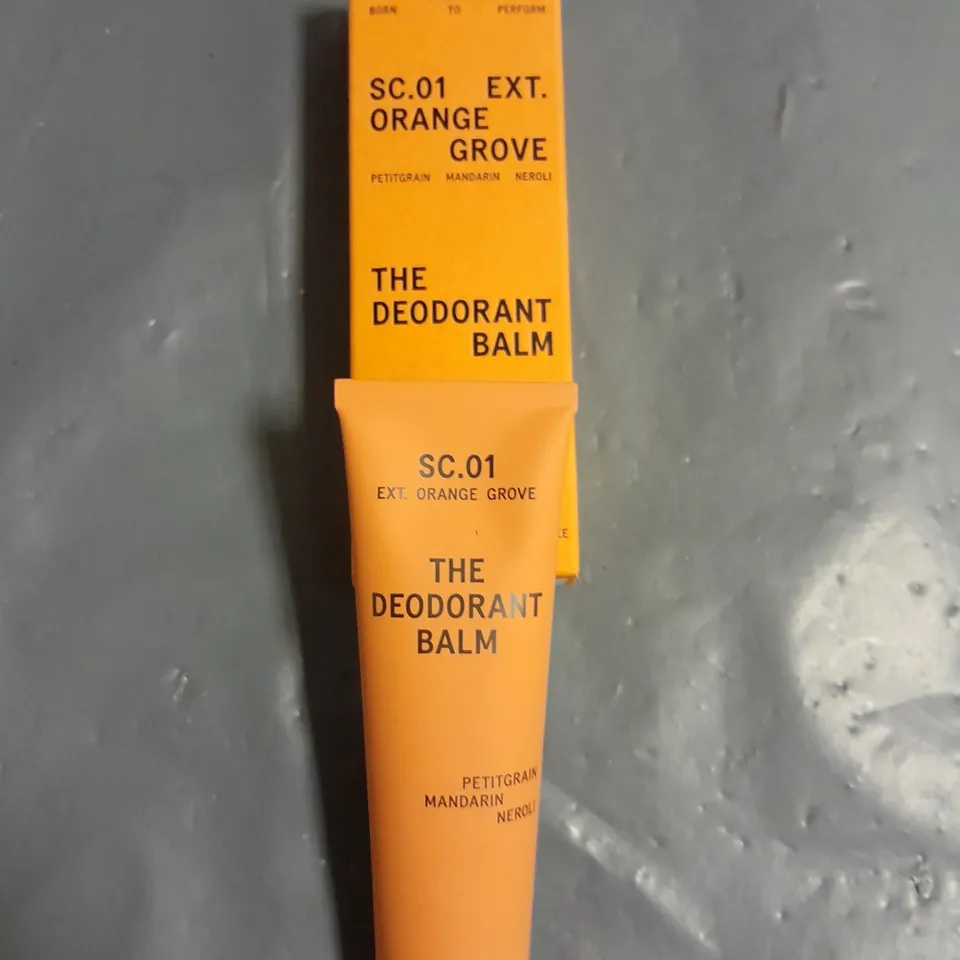 BORN TO PERFORM
SC.01 EXT.
ORANGE
GROVE
PETITGRAIN MANDARIN NEROLI
THE
DEODORANT
BALM
SC.01
EXT. ORANGE GROVE
THE
DEODORANT
BALM
PETITGRAIN
MANDARIN
NEROLI